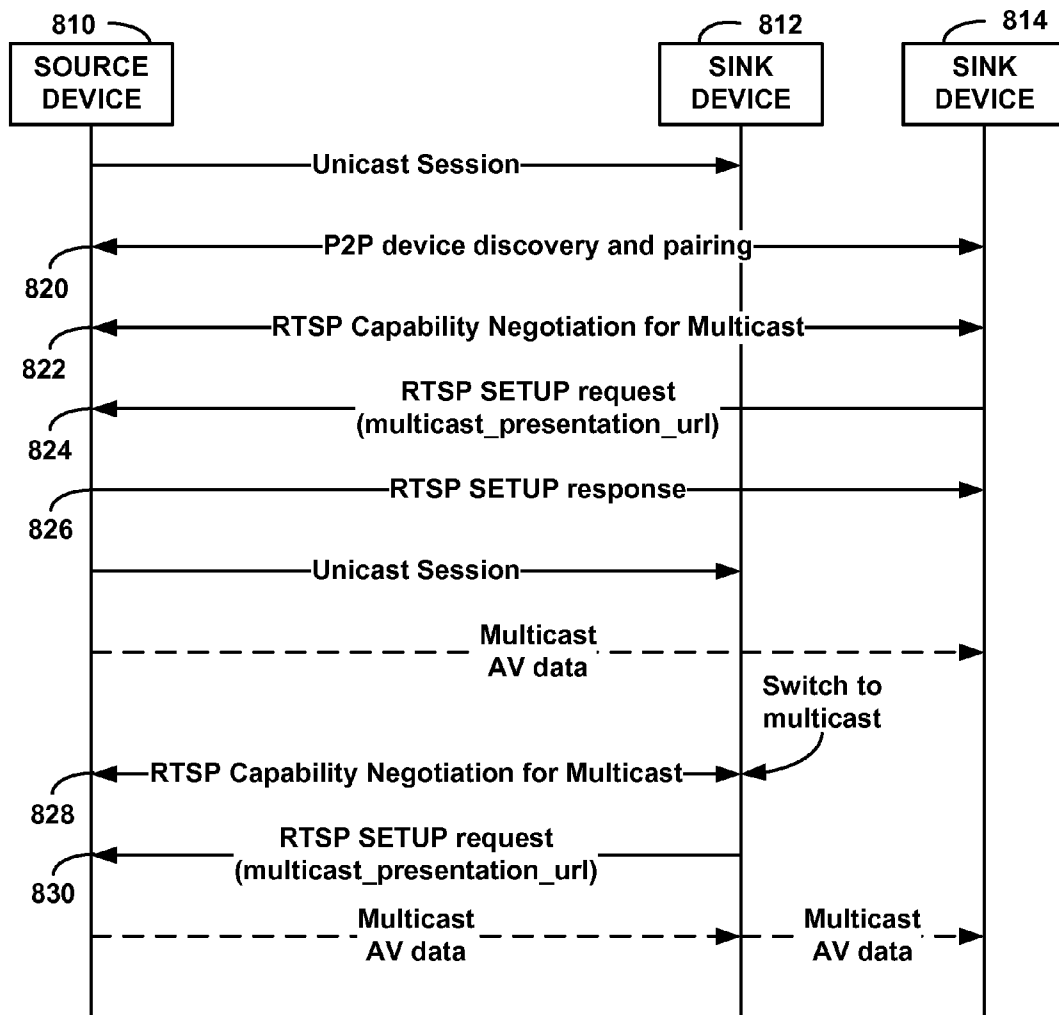 810
812
814
SOURCE
DEVICE
SINK
DEVICE
SINK
DEVICE
Unicast Session
P2P device discovery and pairing
820
RTSP Capability Negotiation for Multicast
822
RTSP SETUP request
(multicast_presentation_url)
824
RTSP SETUP response
826
Unicast Session
Multicast
AV data
Switch to
multicast
RTSP Capability Negotiation for Multicast
828
RTSP SETUP request
(multicast_presentation_url)
830
Multicast
AV data
Multicast
AV data